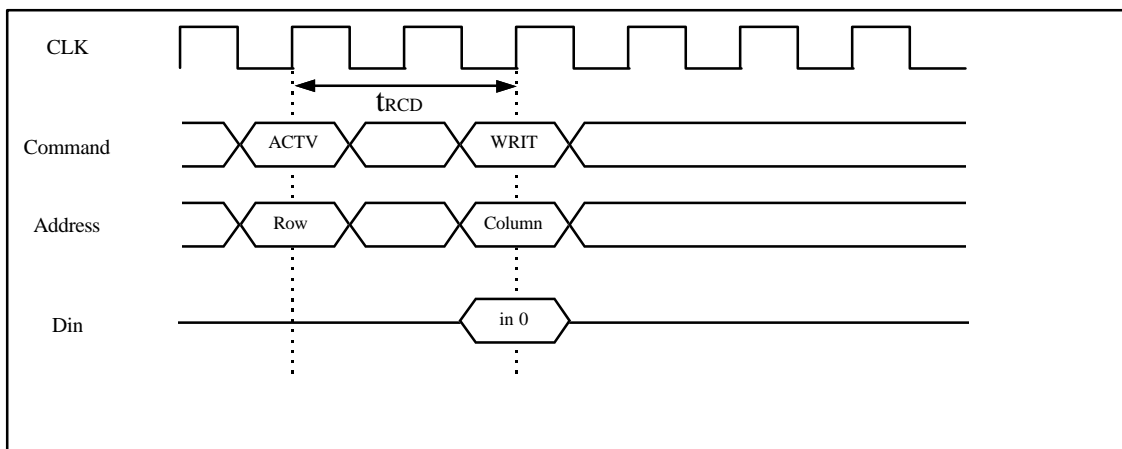 CLK
tRCD
Command ACTV WRIT
Address Row Column
Din in 0